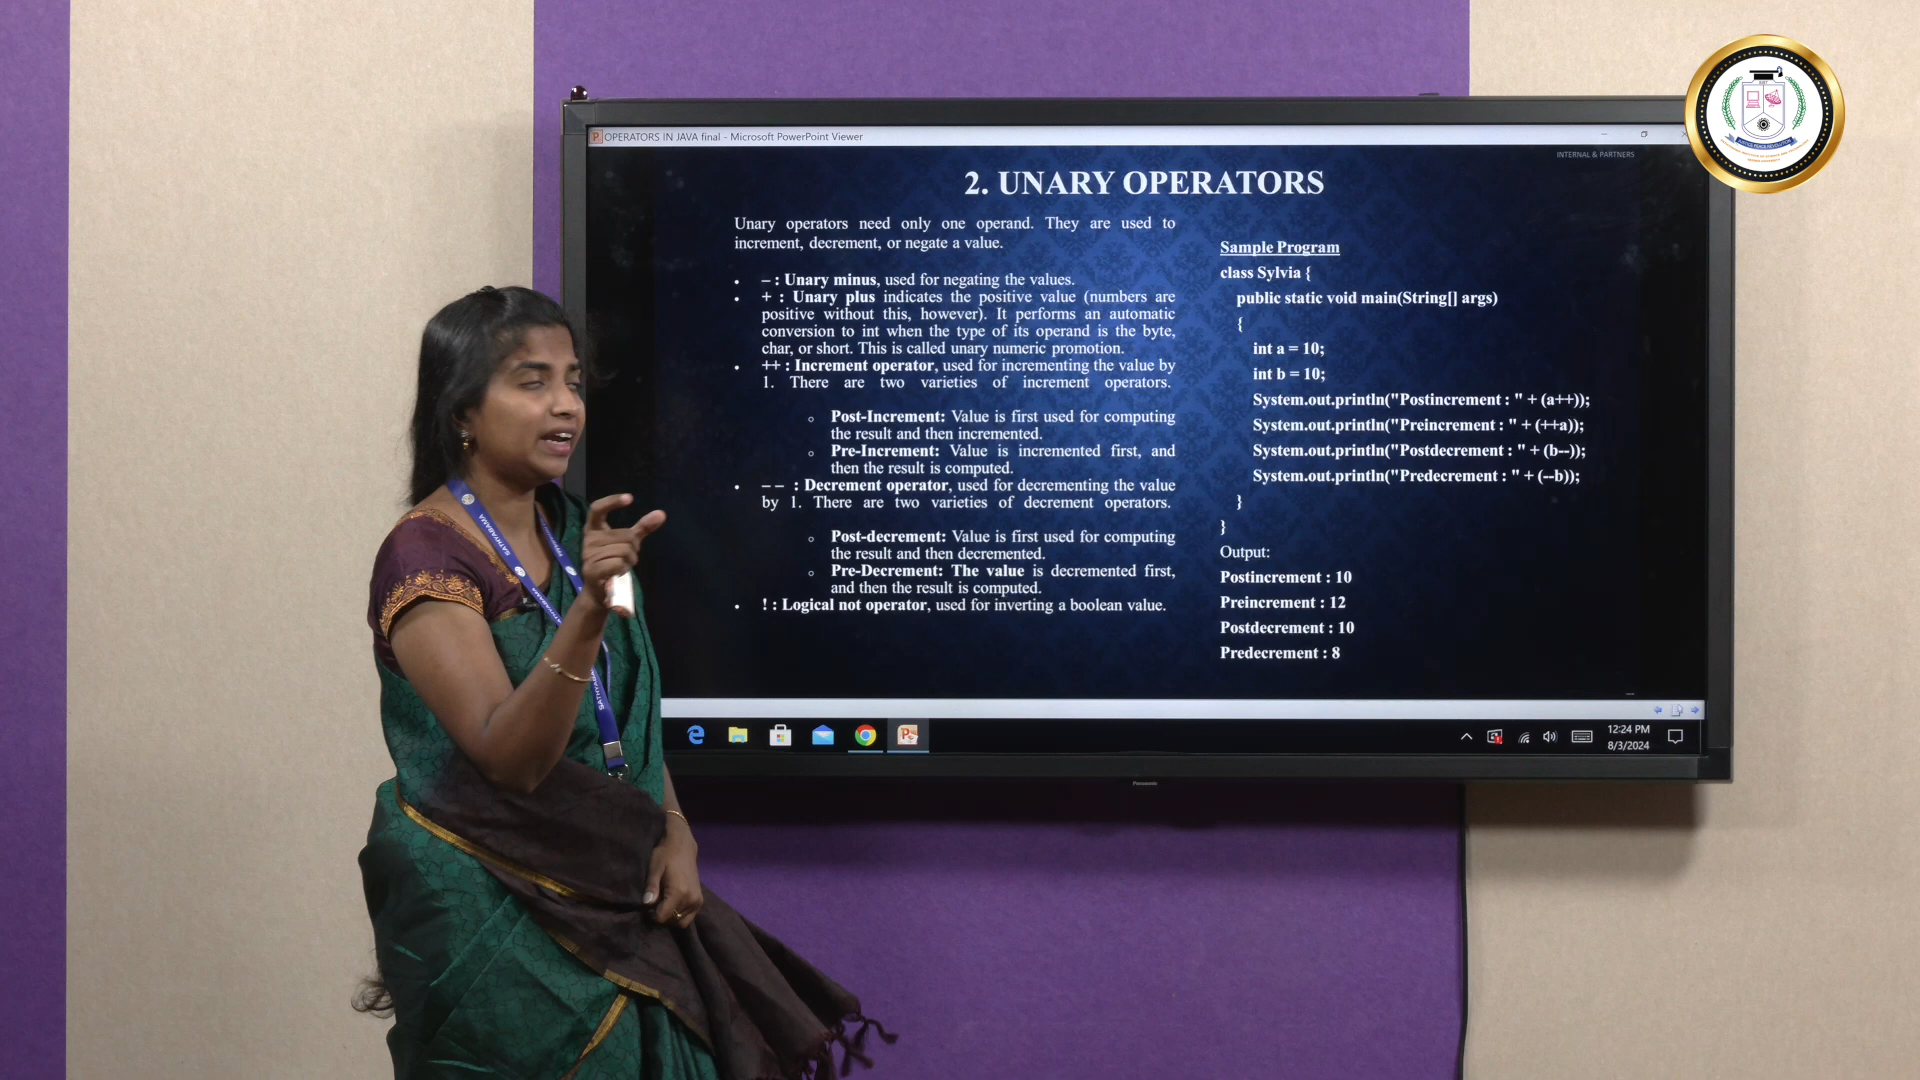 OPERATORS IN JAVA final - Microsoft PowerPoint Viewer
INTERNAL & PARTNERS
2. UNARY OPERATORS
Unary operators need only one operand. They are used to
increment, decrement, or negate a value.
– : Unary minus, used for negating the values.
+ : Unary plus indicates the positive value (numbers are
positive without this, however). It performs an automatic
conversion to int when the type of its operand is the byte,
char, or short. This is called unary numeric promotion.
++ : Increment operator, used for incrementing the value by
1. There are two varieties of increment operators.
Post-Increment: Value is first used for computing
the result and then incremented.
Pre-Increment: Value is incremented first, and
then the result is computed.
– – : Decrement operator, used for decrementing the value
by 1. There are two varieties of decrement operators.
Post-decrement: Value is first used for computing
the result and then decremented.
Pre-Decrement: The value is decremented first,
and then the result is computed.
! : Logical not operator, used for inverting a boolean value.
Sample Program
class Sylvia {
public static void main(String[] args)
{
int a = 10;
int b = 10;
System.out.println("Postincrement : " + (a++));
System.out.println("Preincrement : " + (++a));
System.out.println("Postdecrement : " + (b--));
System.out.println("Predecrement : " + (--b));
}
}
Output:
Postincrement : 10
Preincrement : 12
Postdecrement : 10
Predecrement : 8
12:24 PM
8/3/2024
Panasonic
SATHYABAMA
SATHYABAMA